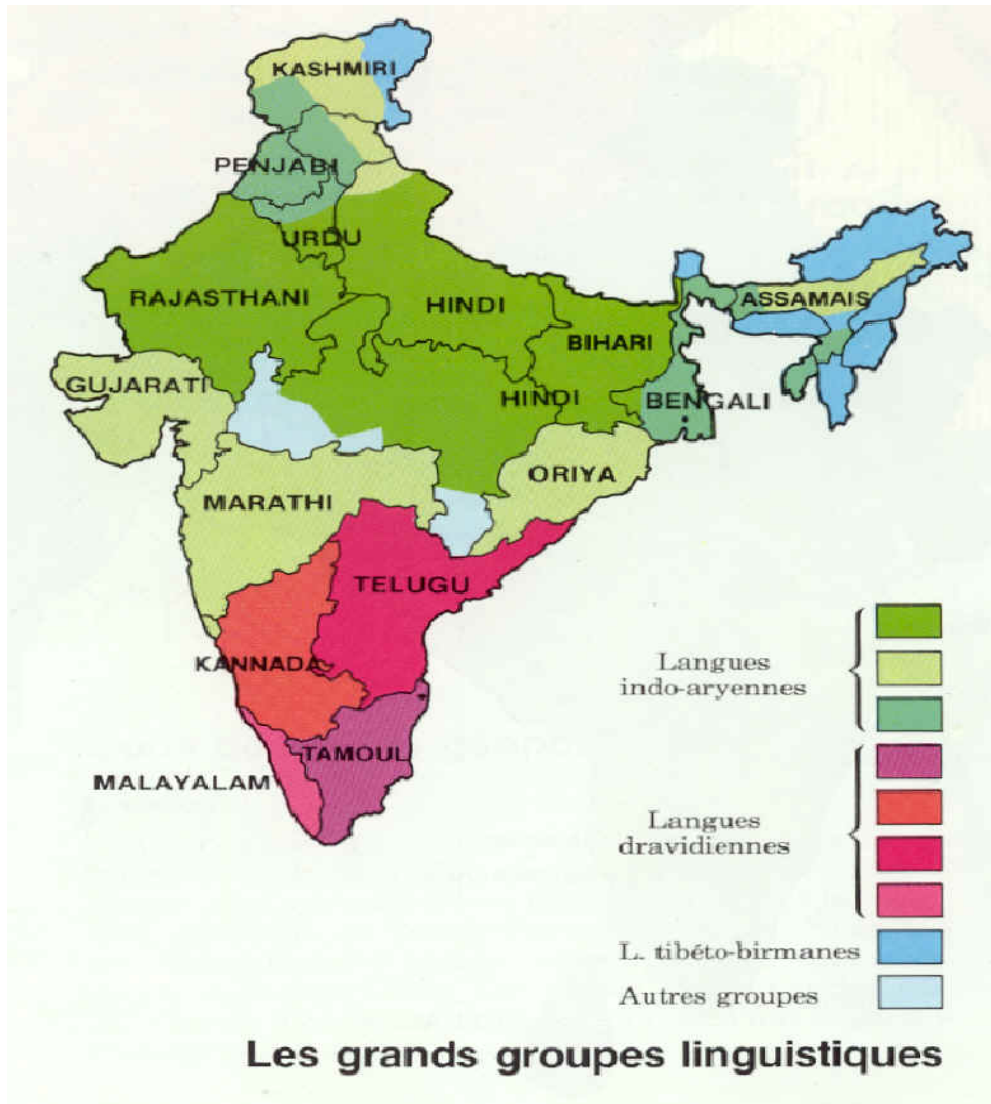 KASHMIRI
PENJABI
URDU
RAJASTHANI
HINDI
ASSAMAIS
BIHARI
GUJARATI
HINDI
BENGALI
ORIYA
MARATHI
TELUGU
KANNADA
TAMOUL
MALAYALAM
Langues
indo-aryennes
Langues
dravidiennes
L. tibéto-birmanes
Autres groupes
Les grands groupes linguistiques